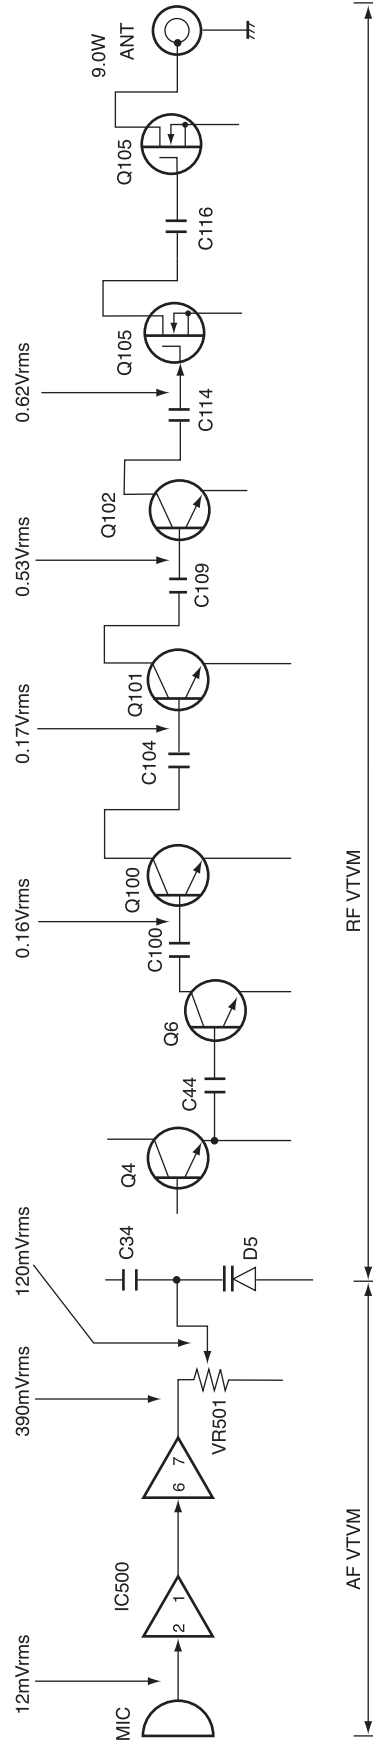 12mVrms
390mVrms
120mVrms
0.16Vrms
0.17Vrms
0.53Vrms
0.62Vrms
9.0W
ANT
MIC
IC500
2 1
6 7
VR501
C34
D5
Q4
C44
Q6
C100
Q100
C104
Q101
C109
Q102
C114
Q105
C116
Q105
AF VTVM
RF VTVM